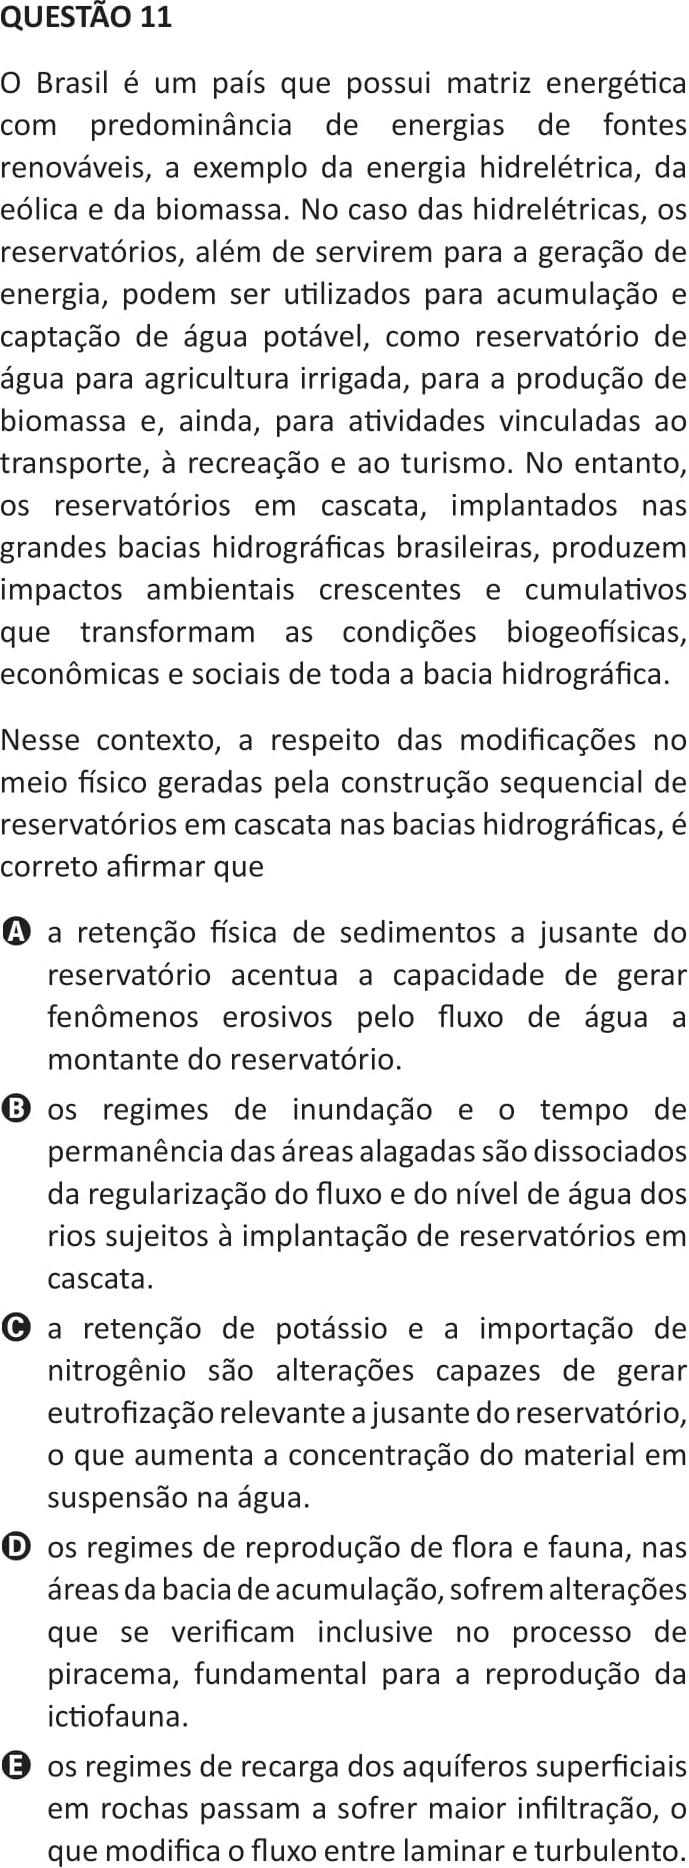 QUESTÃO 11
O Brasil é um país que possui matriz energética
com predominância de energias de fontes
renováveis, a exemplo da energia hidrelétrica, da
eólica e da biomassa. No caso das hidrelétricas, os
reservatórios, além de servirem para a geração de
energia, podem ser utilizados para acumulação e
captação de água potável, como reservatório de
água para agricultura irrigada, para a produção de
biomassa e, ainda, para atividades vinculadas ao
transporte, à recreação e ao turismo. No entanto,
os reservatórios em cascata, implantados nas
grandes bacias hidrográficas brasileiras, produzem
impactos ambientais crescentes e cumulativos
que transformam as condições biogeofísicas,
econômicas e sociais de toda a bacia hidrográfica.
Nesse contexto, a respeito das modificações no
meio físico geradas pela construção sequencial de
reservatórios em cascata nas bacias hidrográficas, é
correto afirmar que
A a retenção física de sedimentos a jusante do
reservatório acentua a capacidade de gerar
fenômenos erosivos pelo fluxo de água a
montante do reservatório.
B os regimes de inundação e o tempo de
permanência das áreas alagadas são dissociados
da regularização do fluxo e do nível de água dos
rios sujeitos à implantação de reservatórios em
cascata.
C a retenção de potássio e a importação de
nitrogênio são alterações capazes de gerar
eutrofização relevante a jusante do reservatório,
o que aumenta a concentração do material em
suspensão na água.
D os regimes de reprodução de flora e fauna, nas
áreas da bacia de acumulação, sofrem alterações
que se verificam inclusive no processo de
piracema, fundamental para a reprodução da
ictiofauna.
E os regimes de recarga dos aquíferos superficiais
em rochas passam a sofrer maior infiltração, o
que modifica o fluxo entre laminar e turbulento.